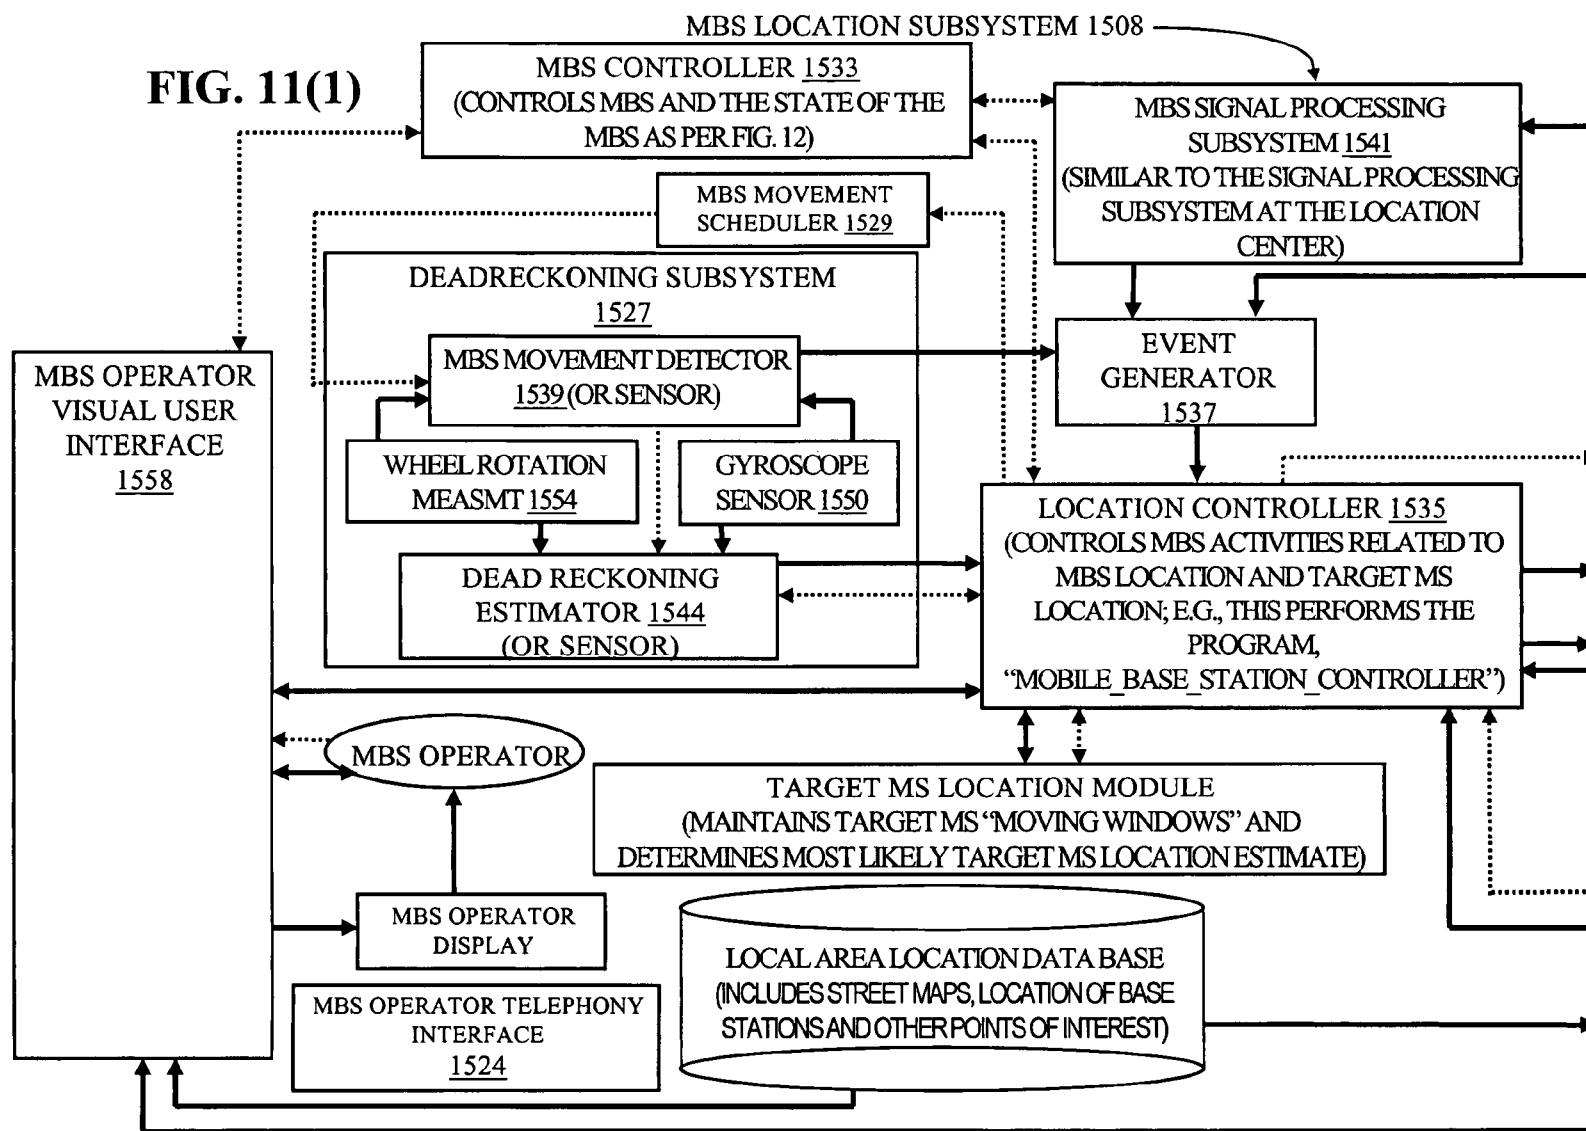 MBS LOCATION SUBSYSTEM 1508
FIG. 11(1)
MBS CONTROLLER 1533
(CONTROLS MBS AND THE STATE OF THE
MBS AS PER FIG. 12)
MBS SIGNAL PROCESSING
SUBSYSTEM 1541
(SIMILAR TO THE SIGNAL PROCESSING
SUBSYSTEM AT THE LOCATION
CENTER)
MBS MOVEMENT
SCHEDULER 1529
DEADRECKONING SUBSYSTEM
1527
MBS MOVEMENT DETECTOR
1539 (OR SENSOR)
EVENT
GENERATOR
1537
MBS OPERATOR
VISUAL USER
INTERFACE
1558
WHEEL ROTATION
MEASMT 1554
GYROSCOPE
SENSOR 1550
DEAD RECKONING
ESTIMATOR 1544
(OR SENSOR)
LOCATION CONTROLLER 1535
(CONTROLS MBS ACTIVITIES RELATED TO
MBS LOCATION AND TARGET MS
LOCATION; E.G., THIS PERFORMS THE
PROGRAM,
“MOBILE_BASE_STATION_CONTROLLER”)
MBS OPERATOR
TARGET MS LOCATION MODULE
(MAINTAINS TARGET MS “MOVING WINDOWS” AND
DETERMINES MOST LIKELY TARGET MS LOCATION ESTIMATE)
MBS OPERATOR
DISPLAY
LOCAL AREA LOCATION DATA BASE
(INCLUDES STREET MAPS, LOCATION OF BASE
STATIONS AND OTHER POINTS OF INTEREST)
MBS OPERATOR TELEPHONY
INTERFACE
1524